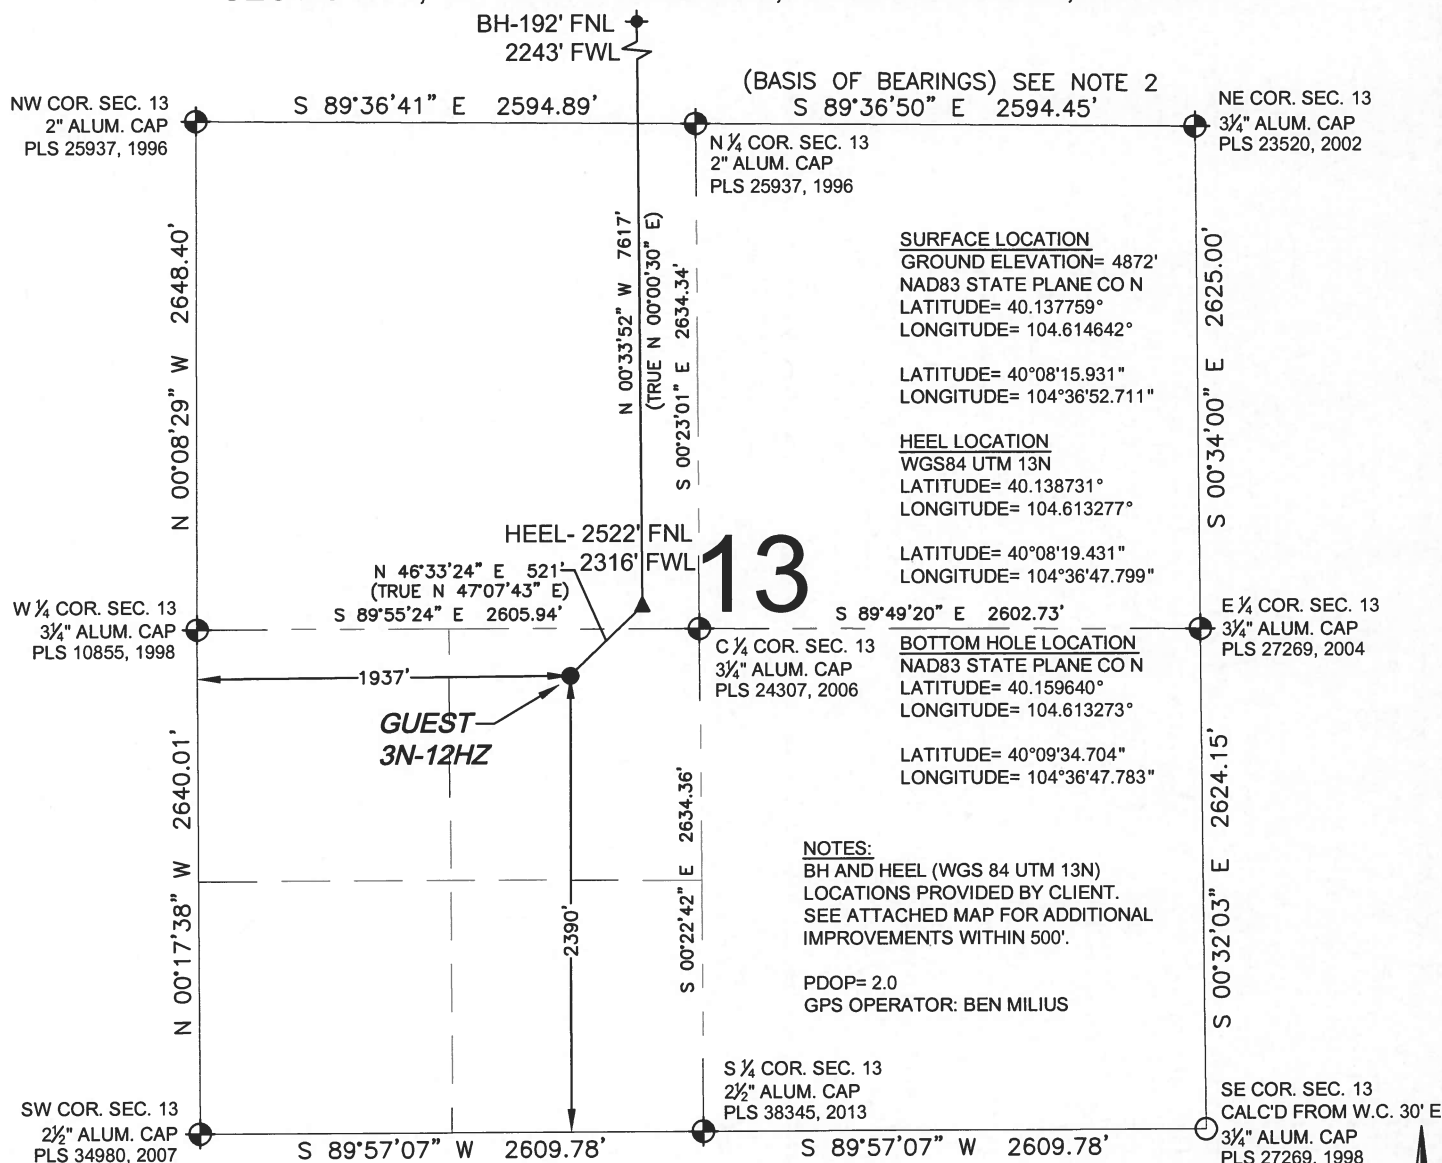 BH-192' FNL
2243' FWL
(BASIS OF BEARINGS) SEE NOTE 2
NW COR. SEC. 13
2" ALUM. CAP
PLS 25937, 1996
S 89°36'41" E 2594.89'
S 89°36'50" E 2594.45'
NE COR. SEC. 13
3¼" ALUM. CAP
PLS 23520, 2002
N ¼ COR. SEC. 13
2" ALUM. CAP
PLS 25937, 1996
N 00°08'29" W 2648.40'
N 00°33'52" W 7617'
(TRUE N 00°00'30" E)
S 00°23'01" E 2634.34'
SURFACE LOCATION
GROUND ELEVATION= 4872'
NAD83 STATE PLANE CO N
LATITUDE= 40.137759°
LONGITUDE= 104.614642°
LATITUDE= 40°08'15.931"
LONGITUDE= 104°36'52.711"
HEEL LOCATION
WGS84 UTM 13N
LATITUDE= 40.138731°
LONGITUDE= 104.613277°
LATITUDE= 40°08'19.431"
LONGITUDE= 104°36'47.799"
S 00°34'00" E 2625.00'
HEEL- 2522' FNL
2316' FWL
13
N 46°33'24" E 521'
(TRUE N 47°07'43" E)
W ¼ COR. SEC. 13
3¼" ALUM. CAP
PLS 10855, 1998
S 89°55'24" E 2605.94'
S 89°49'20" E 2602.73'
E ¼ COR. SEC. 13
3¼" ALUM. CAP
PLS 27269, 2004
C ¼ COR. SEC. 13
3¼" ALUM. CAP
PLS 24307, 2006
BOTTOM HOLE LOCATION
NAD83 STATE PLANE CO N
LATITUDE= 40.159640°
LONGITUDE= 104.613273°
LATITUDE= 40°09'34.704"
LONGITUDE= 104°36'47.783"
1937'
GUEST
3N-12HZ
N 00°17'38" W 2640.01'
2390'
S 00°22'42" E 2634.36'
S 00°32'03" E 2624.15'
NOTES:
BH AND HEEL (WGS 84 UTM 13N)
LOCATIONS PROVIDED BY CLIENT.
SEE ATTACHED MAP FOR ADDITIONAL
IMPROVEMENTS WITHIN 500'.
PDOP= 2.0
GPS OPERATOR: BEN MILIUS
SW COR. SEC. 13
2½" ALUM. CAP
PLS 34980, 2007
S 89°57'07" W 2609.78'
S ¼ COR. SEC. 13
2½" ALUM. CAP
PLS 38345, 2013
S 89°57'07" W 2609.78'
SE COR. SEC. 13
CALC'D FROM W.C. 30' E
3¼" ALUM. CAP
PLS 27269, 1998